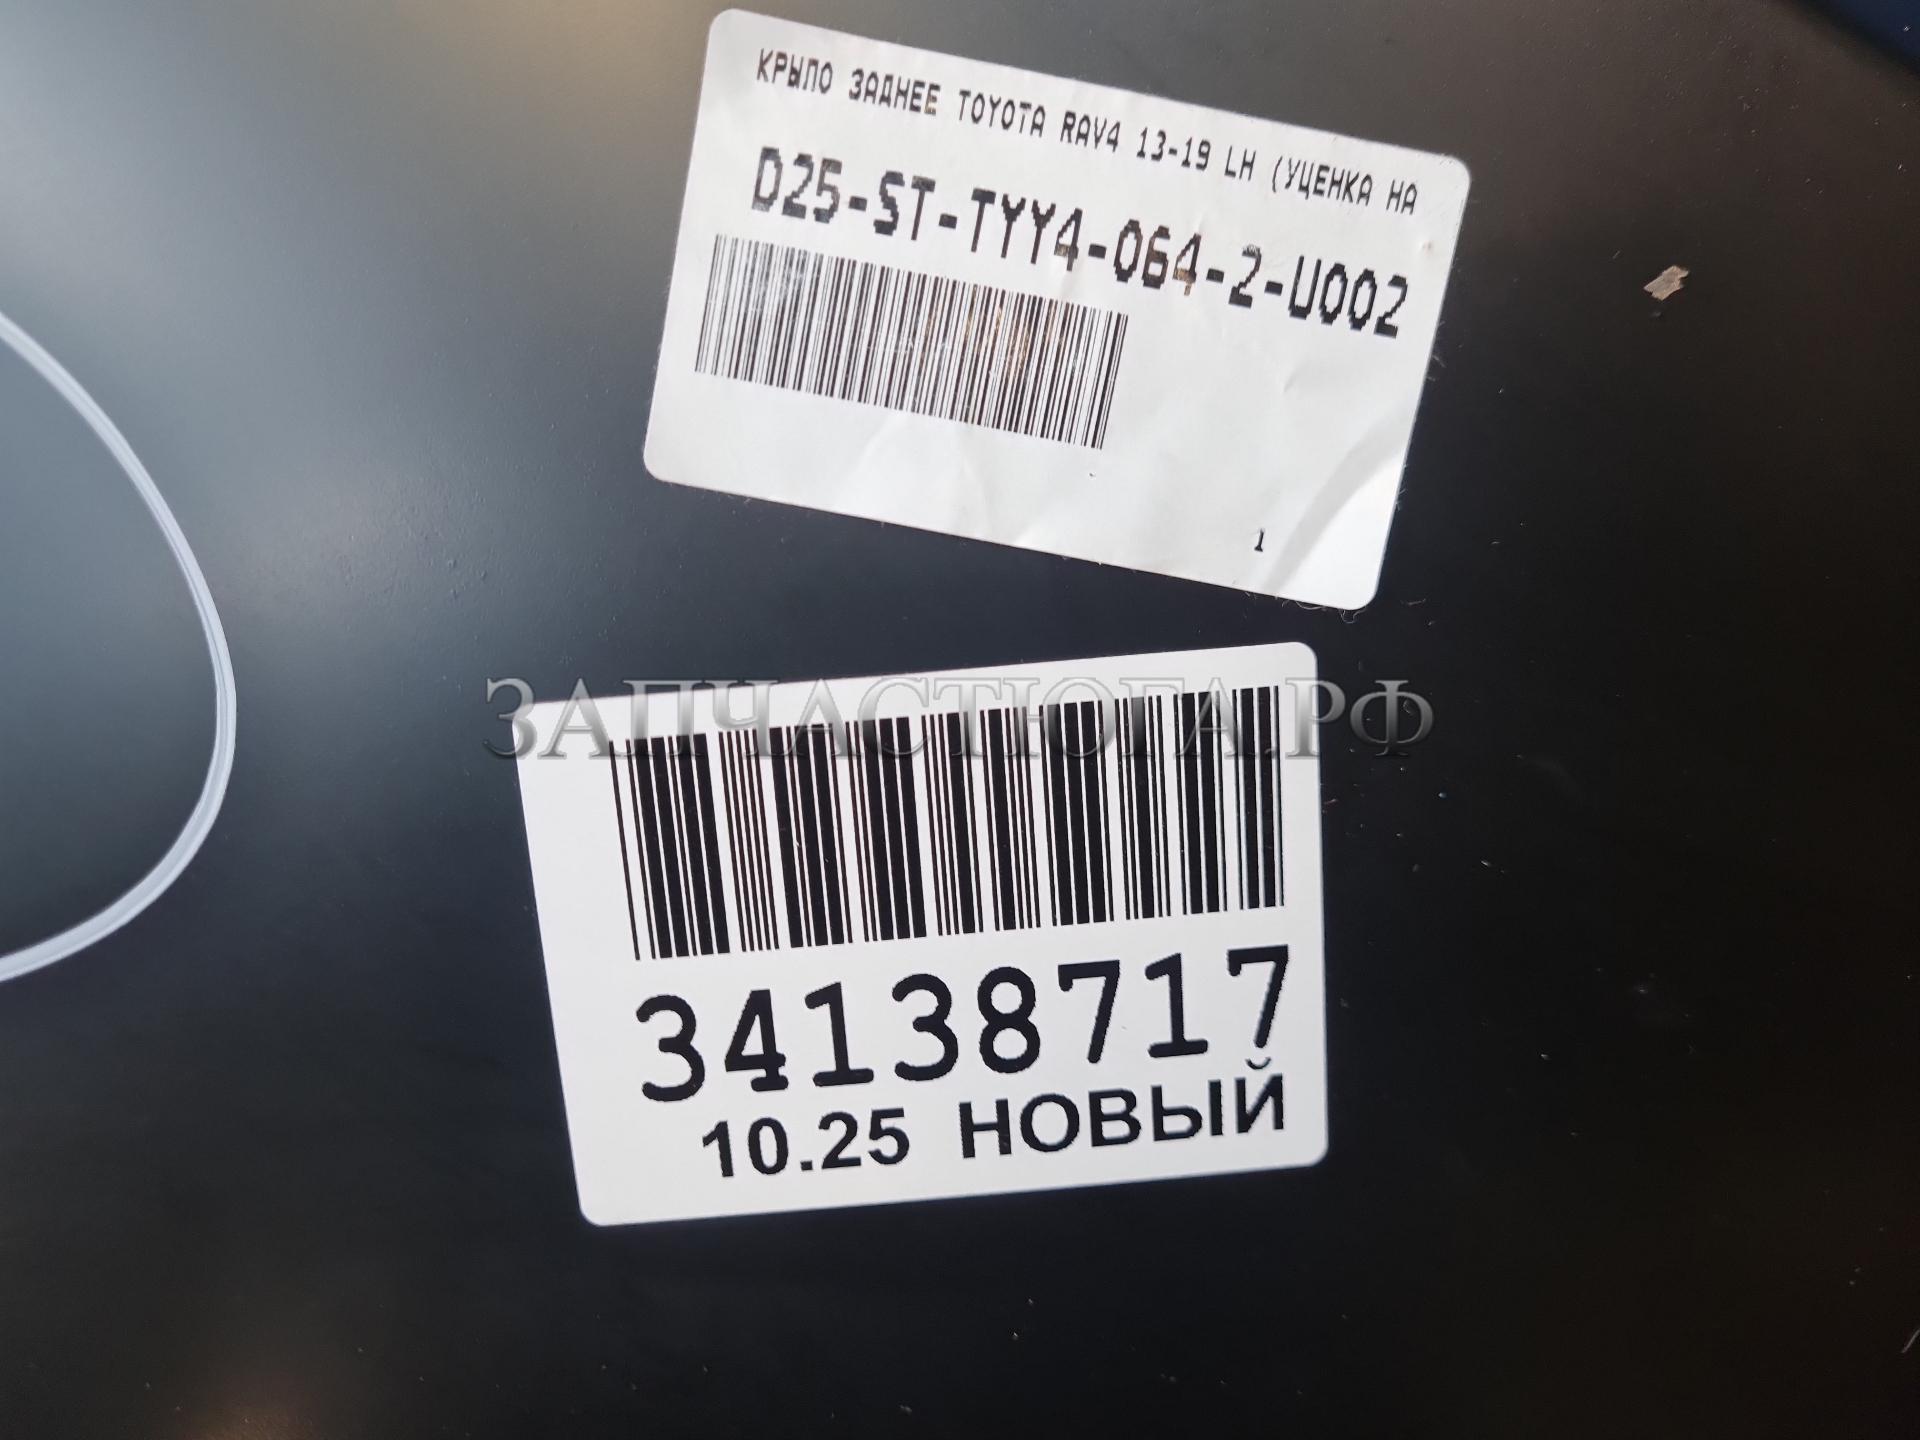 КРЫЛО ЗАДНЕЕ TOYOTA RAV4 13-19 LH (УЦЕНКА НА
D25-ST-TYY4-064-2-U002
1
ЗАПЧАСТЮГА.РФ
34138717
10.25 НОВЫЙ